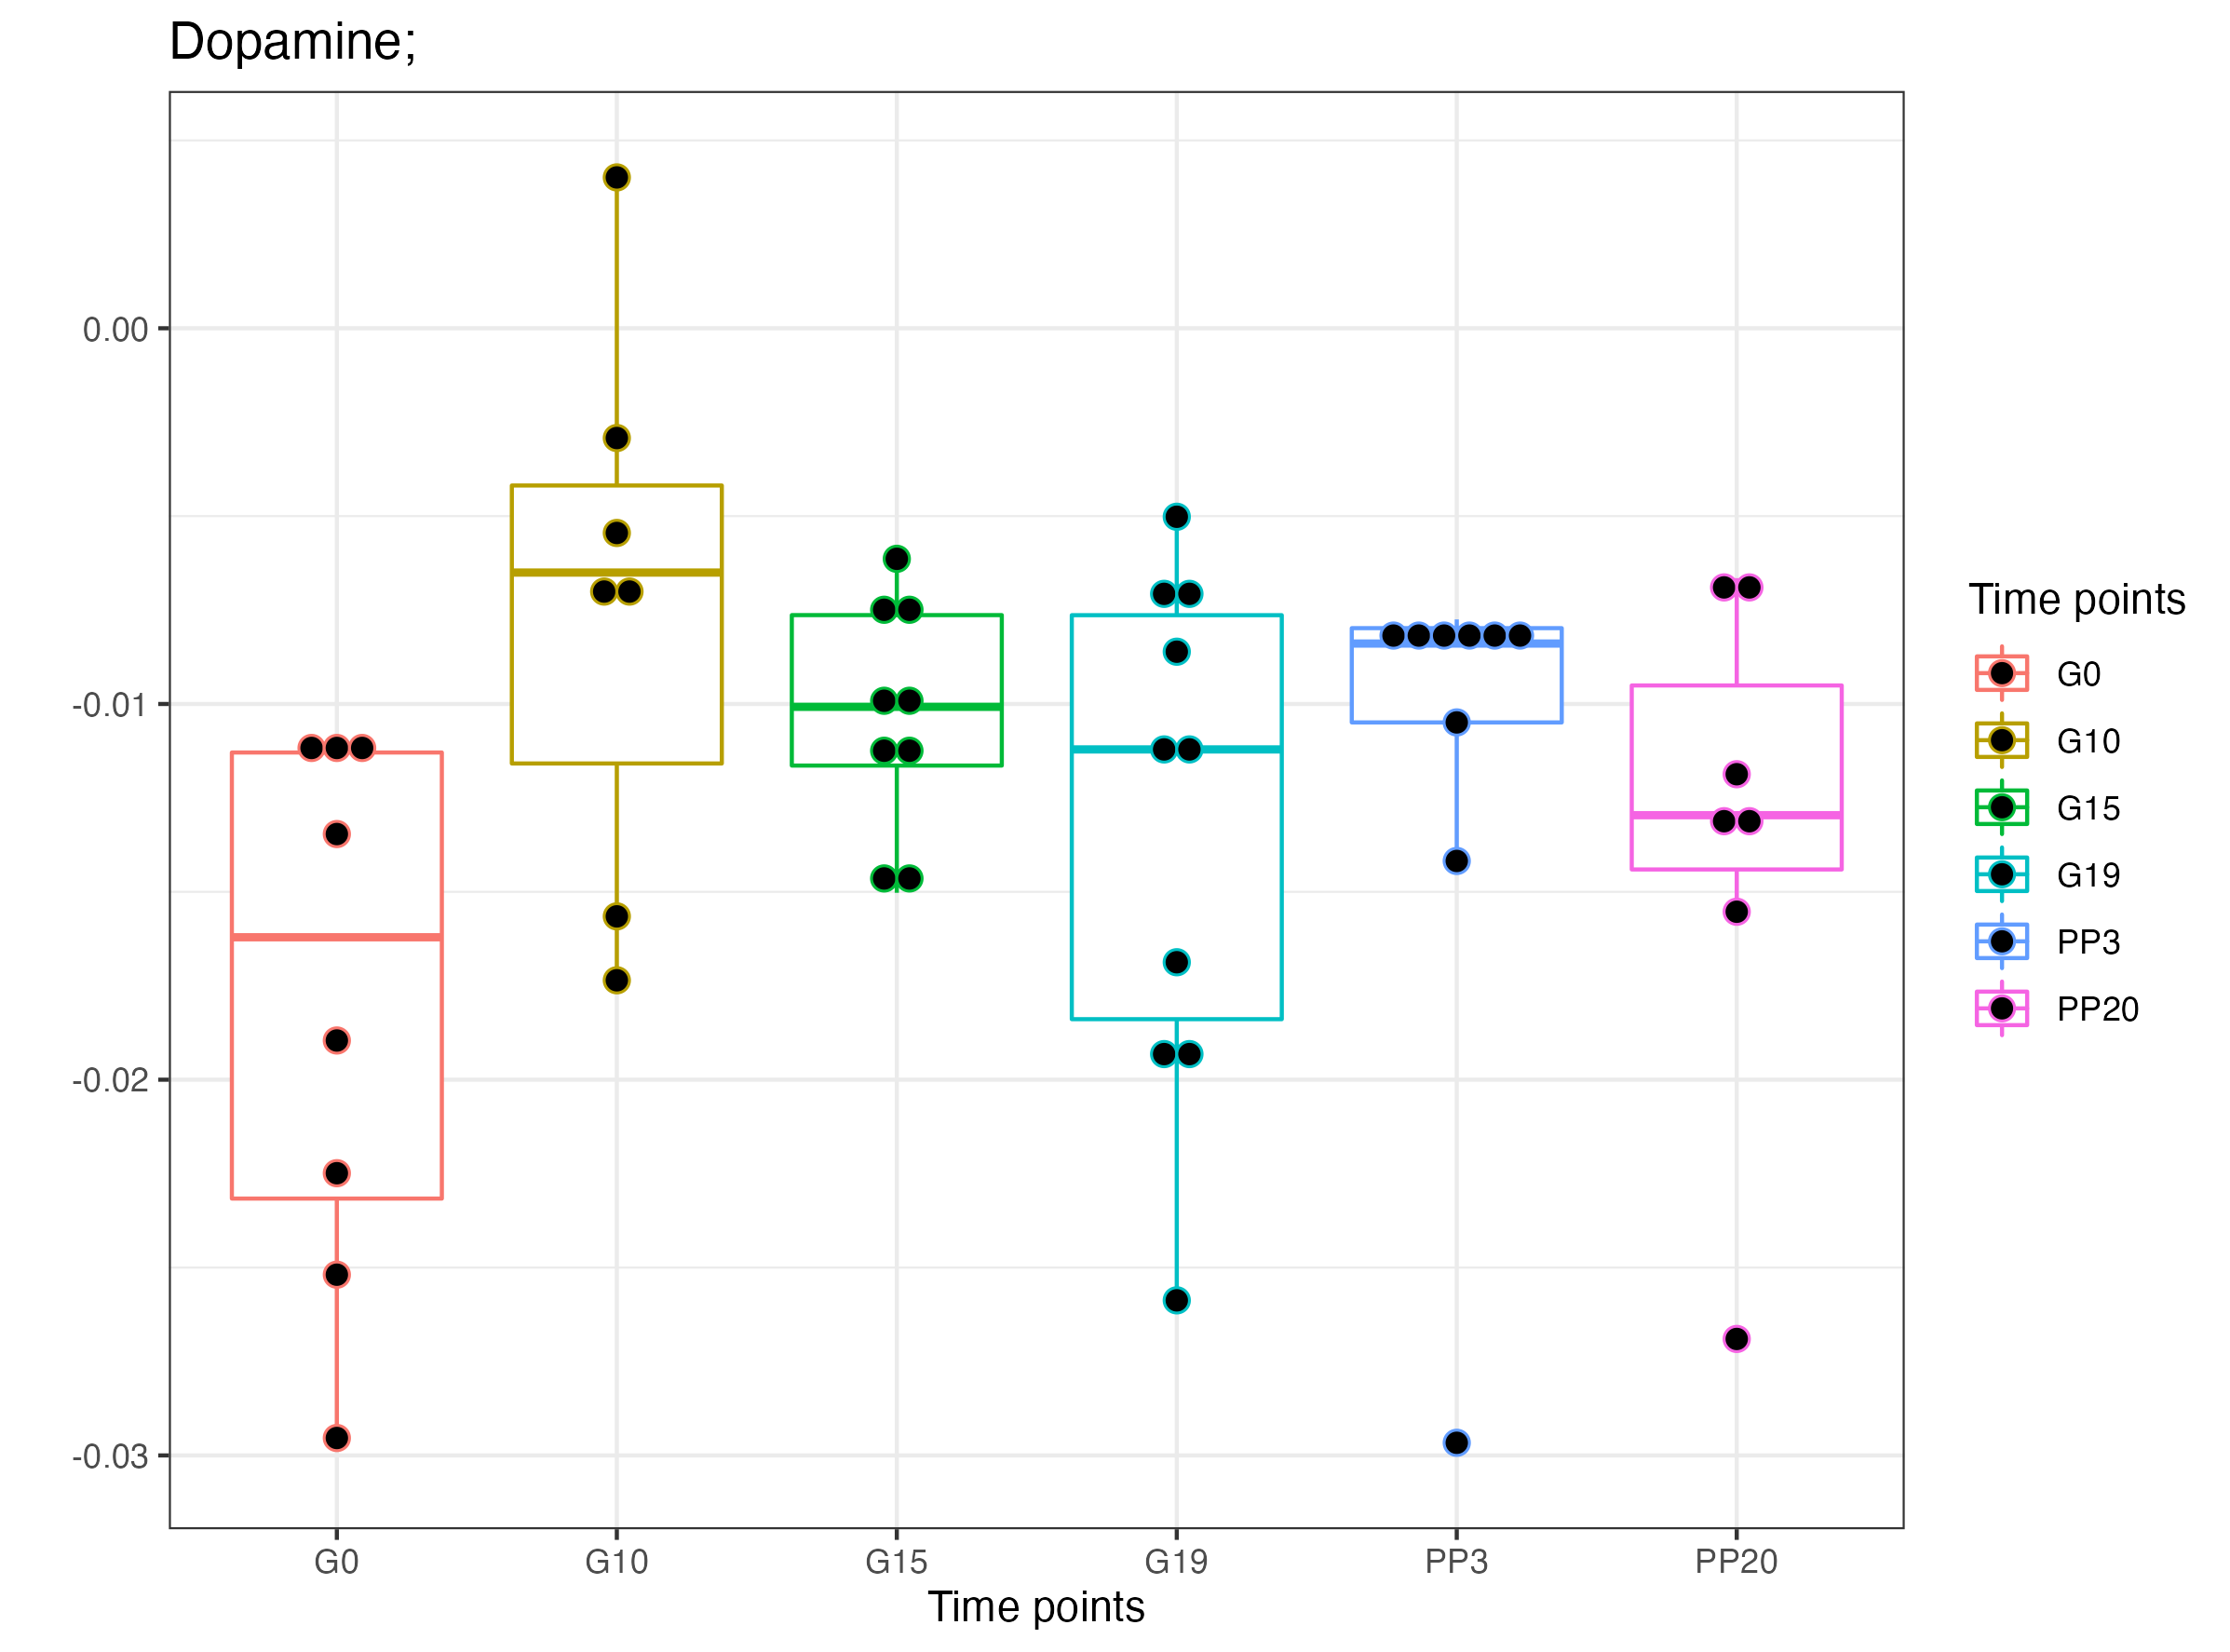 Dopamine;
0.00
-0.01
-0.02
-0.03
G0 G10 G15 G19 PP3 PP20
Time points
Time points
G0
G10
G15
G19
PP3
PP20